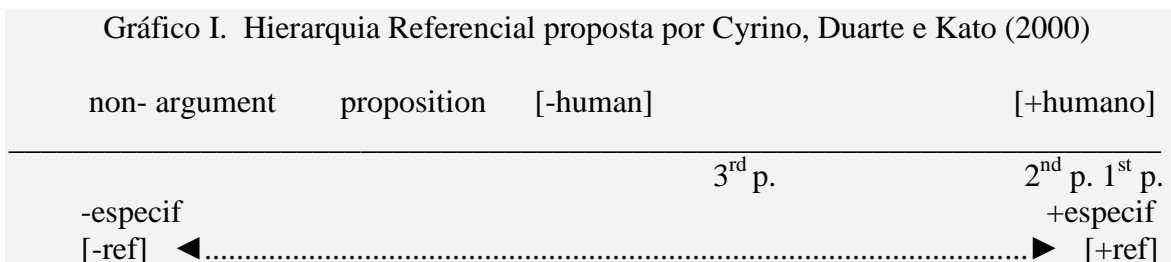 Gráfico I. Hierarquia Referencial proposta por Cyrino, Duarte e Kato (2000)
non- argument proposition [-human] [+humano]
3rd p. 2nd p. 1st p.
-especif +especif
[-ref] ◄.......................................................................................................► [+ref]